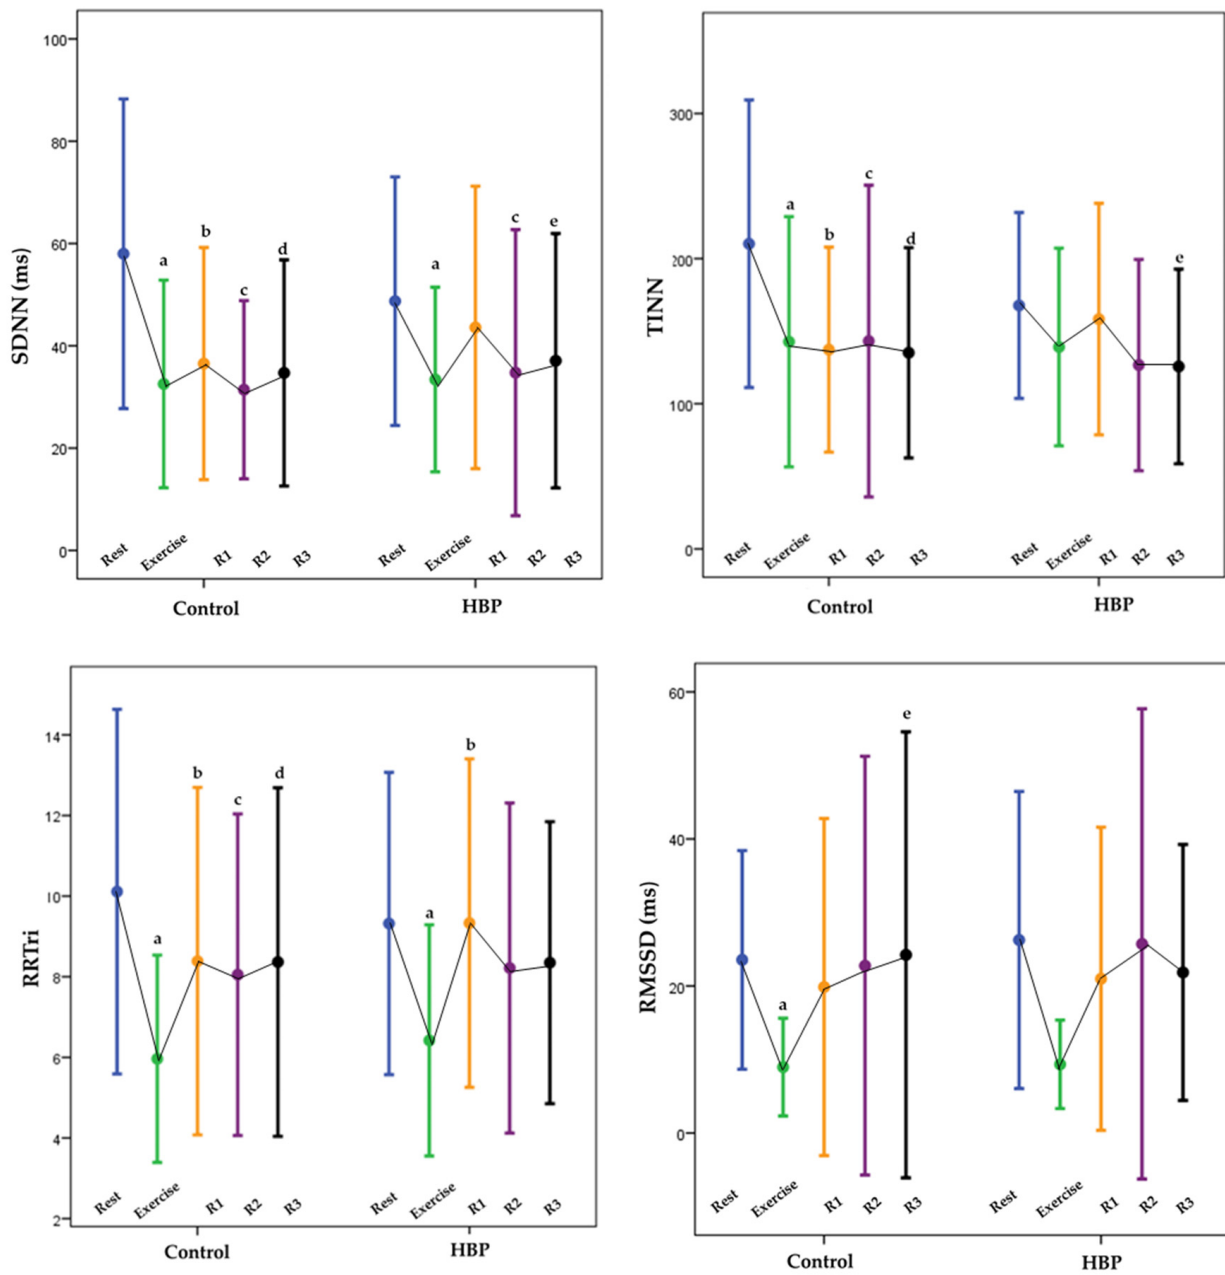 100
80
60
40
20
0
SDNN (ms)
a
b
c
d
a
c
e
Rest
Exercise
R1
R2
R3
Rest
Exercise
R1
R2
R3
Control
HBP
300
200
100
0
TINN
a
b
c
d
e
Rest
Exercise
R1
R2
R3
Rest
Exercise
R1
R2
R3
Control
HBP
14
12
10
8
6
4
2
RRTri
a
b
c
d
a
b
Rest
Exercise
R1
R2
R3
Rest
Exercise
R1
R2
R3
Control
HBP
60
40
20
0
RMSSD (ms)
a
e
Rest
Exercise
R1
R2
R3
Rest
Exercise
R1
R2
R3
Control
HBP